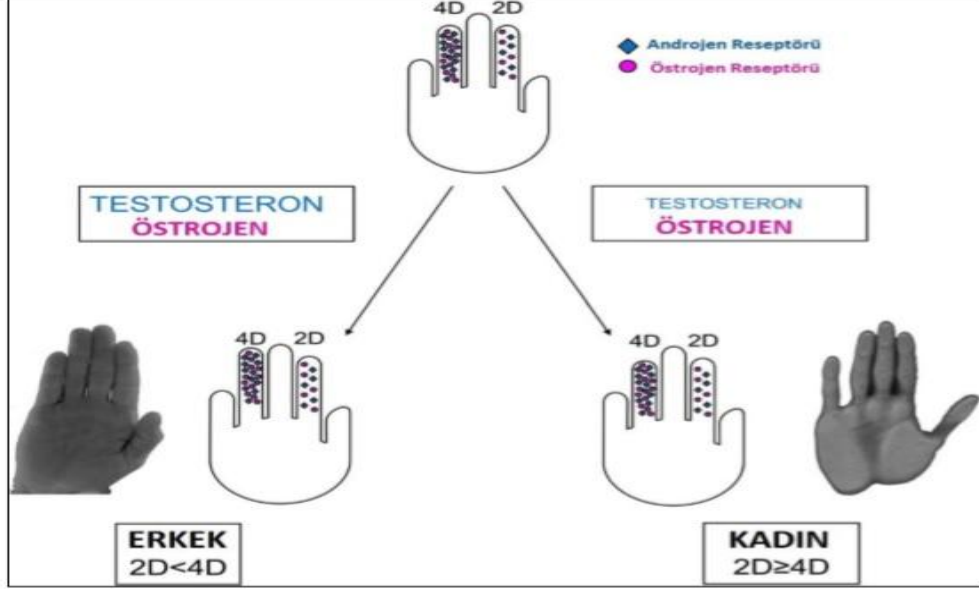 4D 2D
Androjen Reseptörü
Östrojen Reseptörü
TESTOSTERON
ÖSTROJEN
TESTOSTERON
ÖSTROJEN
4D 2D
4D 2D
ERKEK
2D<4D
KADIN
2D≥4D